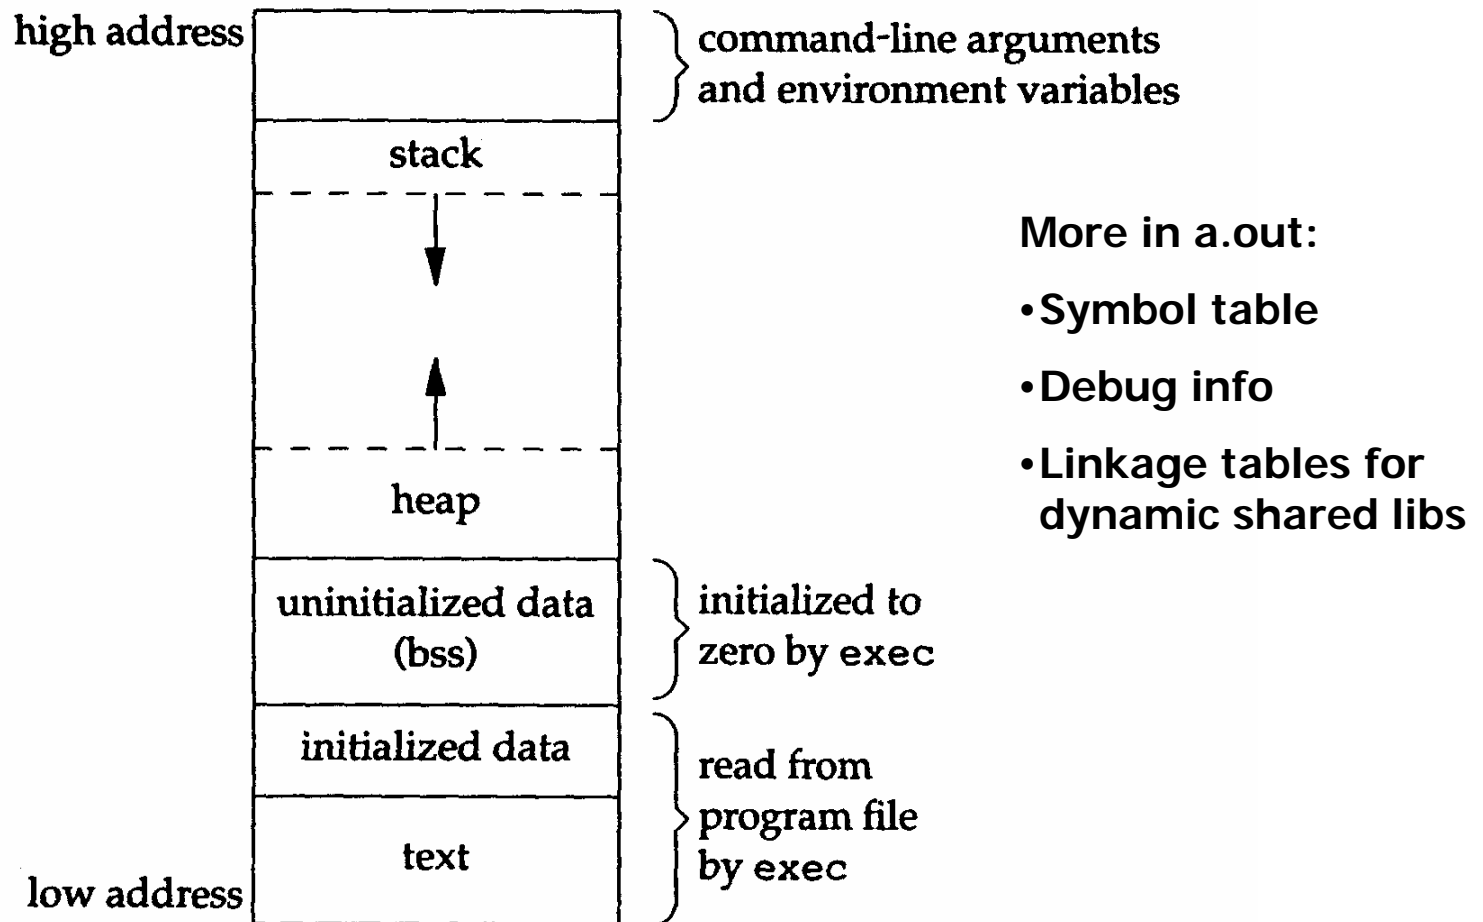 high address
command-line arguments
and environment variables
stack
More in a.out:
•Symbol table
•Debug info
•Linkage tables for
dynamic shared libs
heap
uninitialized data
(bss)
initialized to
zero by exec
initialized data
read from
program file
by exec
text
low address